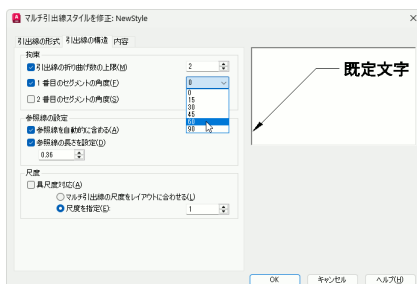 マルチ引出線スタイルを修正: NewStyle
引出線の形式 引出線の構造 内容
拘束
引出線の折り曲げ数の上限(M) 2
1 番目のセグメントの角度(F) 0
2 番目のセグメントの角度(S)
0
15
30
45
60
90
参照線の設定
参照線を自動的に含める(A)
参照線の長さを設定(D)
0.36
尺度
異尺度対応(A)
マルチ引出線の尺度をレイアウトに合わせる(L)
尺度を指定(E): 1
既定文字
OK キャンセル ヘルプ(H)